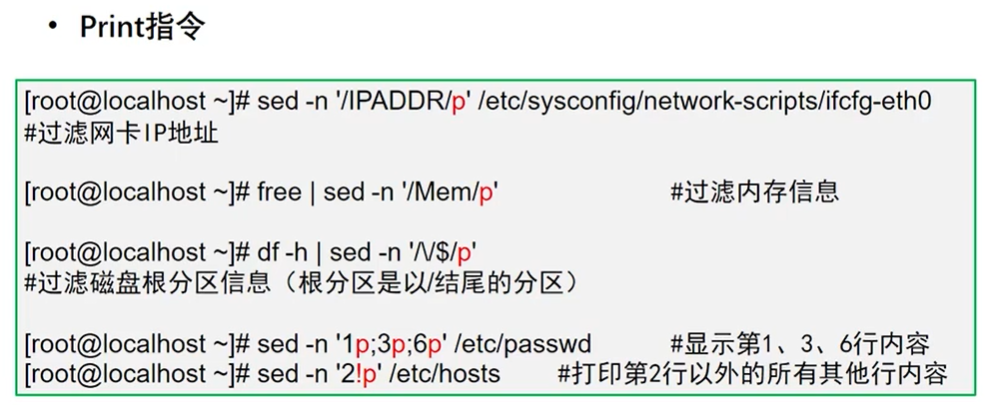 • Print指令
[root@localhost ~]# sed -n '/IPADDR/p' /etc/sysconfig/network-scripts/ifcfg-eth0
#过滤网卡IP地址
[root@localhost ~]# free | sed -n '/Mem/p' #过滤内存信息
[root@localhost ~]# df -h | sed -n '/\/$/p'
#过滤磁盘根分区信息（根分区是以/结尾的分区）
[root@localhost ~]# sed -n '1p;3p;6p' /etc/passwd #显示第1、3、6行内容
[root@localhost ~]# sed -n '2!p' /etc/hosts #打印第2行以外的所有其他行内容